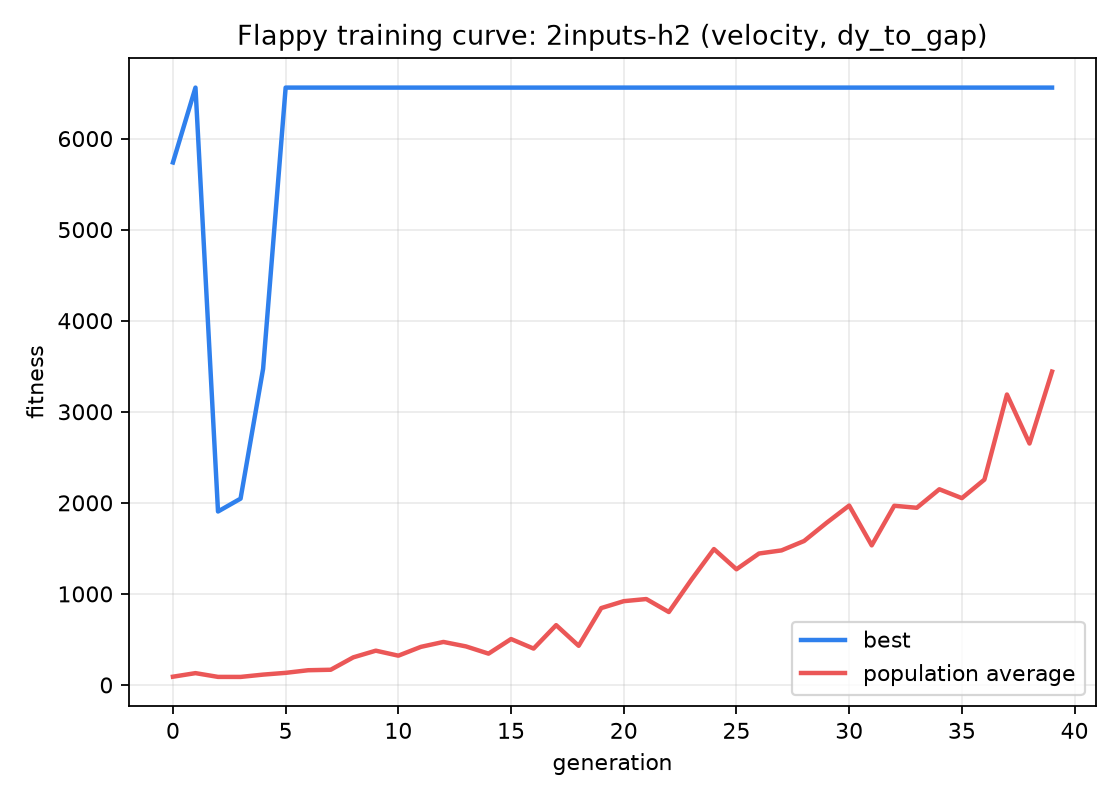 Flappy training curve: 2inputs-h2 (velocity, dy_to_gap)
6000
5000
4000
3000
2000
1000
0
fitness
best
population average
0 5 10 15 20 25 30 35 40
generation